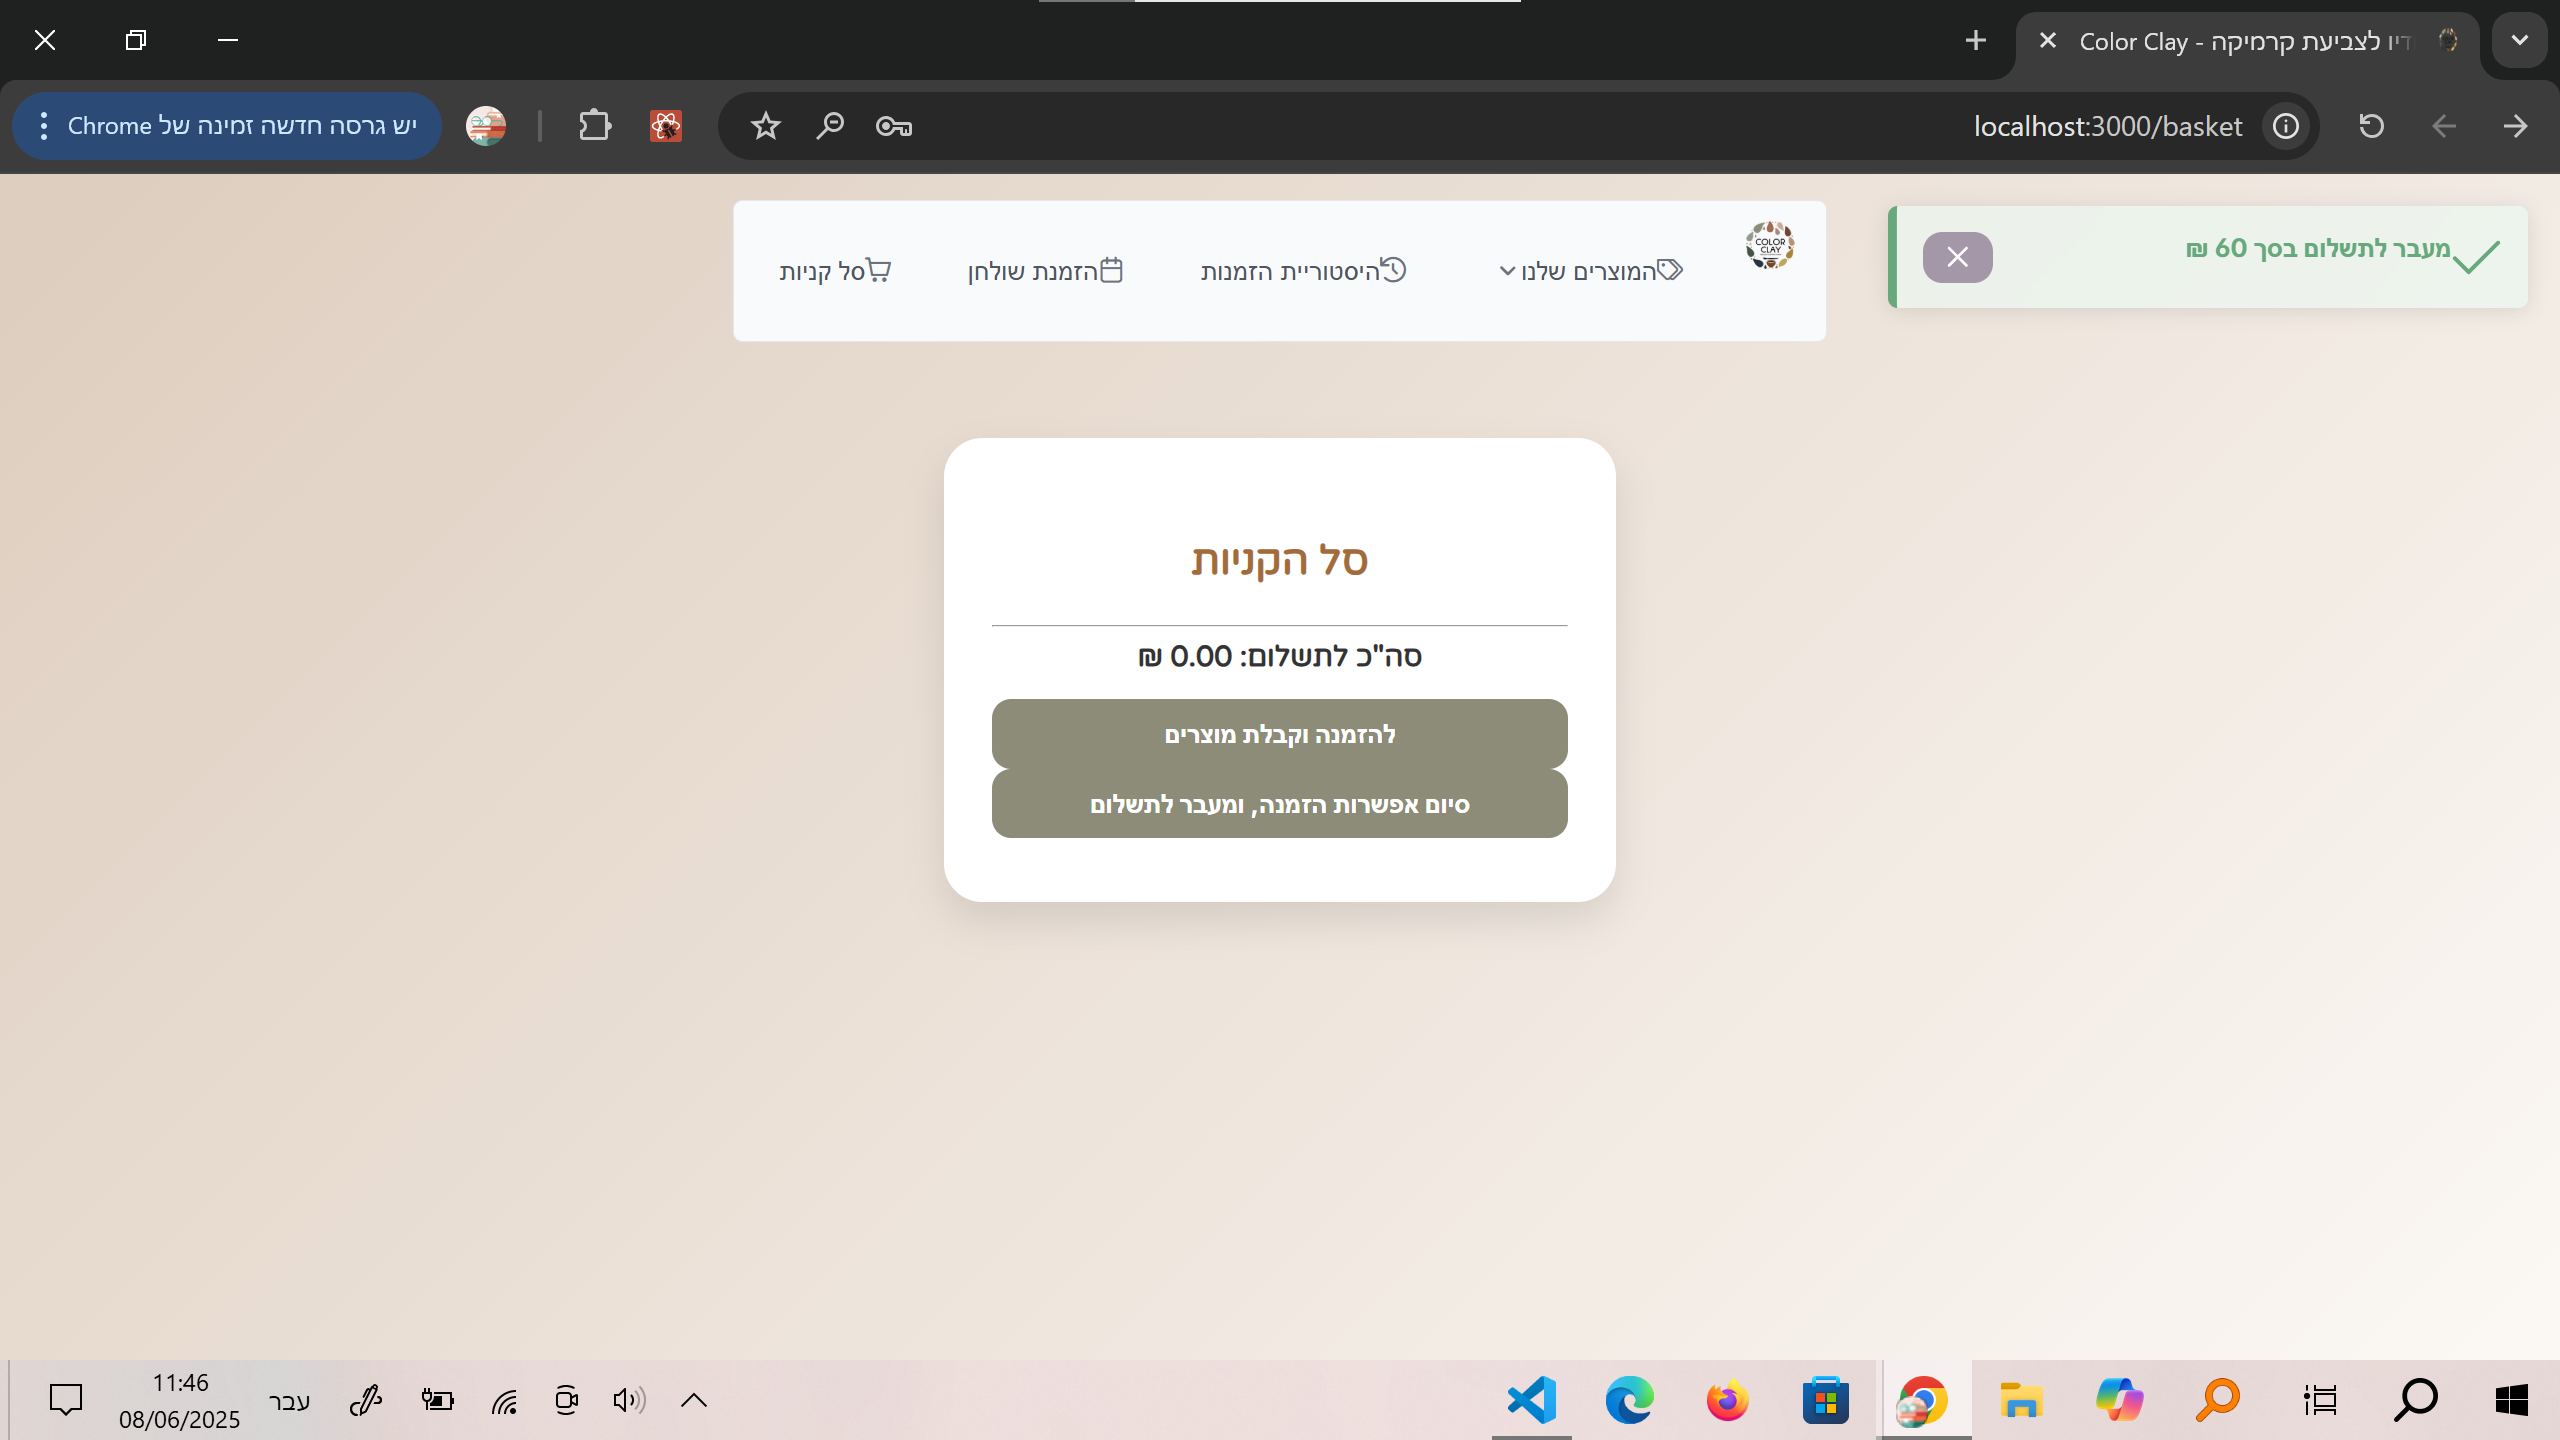 Color Clay - דיו לצביעת קרמיקה
localhost:3000/basket
יש גרסה חדשה זמינה של Chrome
מעבר לתשלום בסך 60 ₪
COLOR
CLAY
המוצרים שלנו
היסטוריית הזמנות
הזמנת שולחן
סל קניות
סל הקניות
סה"כ לתשלום: 0.00 ₪
להזמנה וקבלת מוצרים
סיום אפשרות הזמנה, ומעבר לתשלום
עבר
11:46
08/06/2025